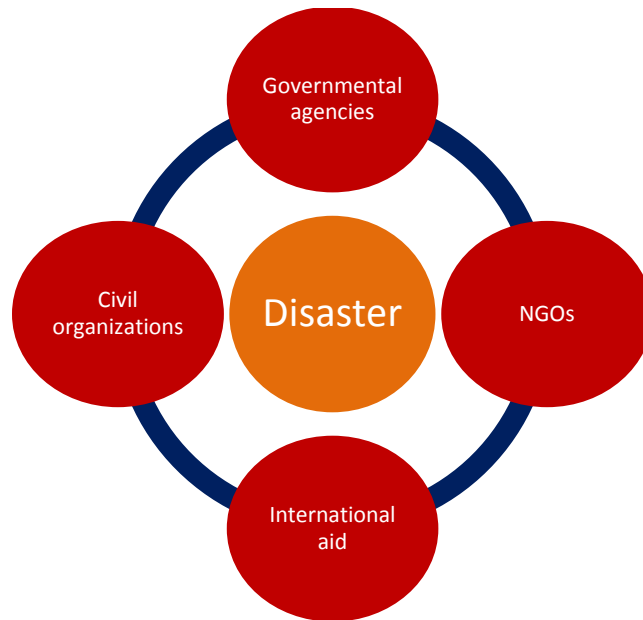 Governmental
agencies
Civil
organizations
Disaster
NGOs
International
aid